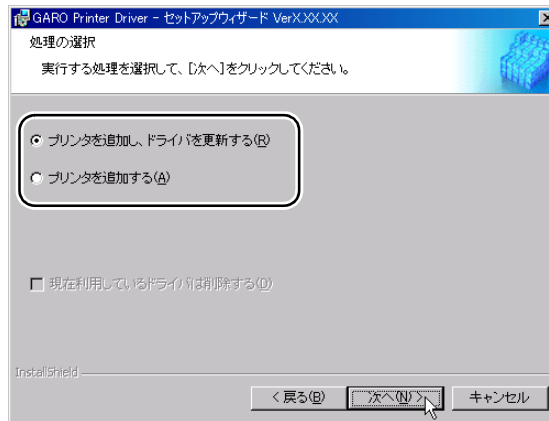 GARO Printer Driver - セットアップウィザード VerX.XX.XX
処理の選択
実行する処理を選択して、[次へ]をクリックしてください。
プリンタを追加し、ドライバを更新する(R)
プリンタを追加する(A)
現在利用しているドライバは削除する(D)
InstallShield
< 戻る(B)
次へ(N) >
キャンセル